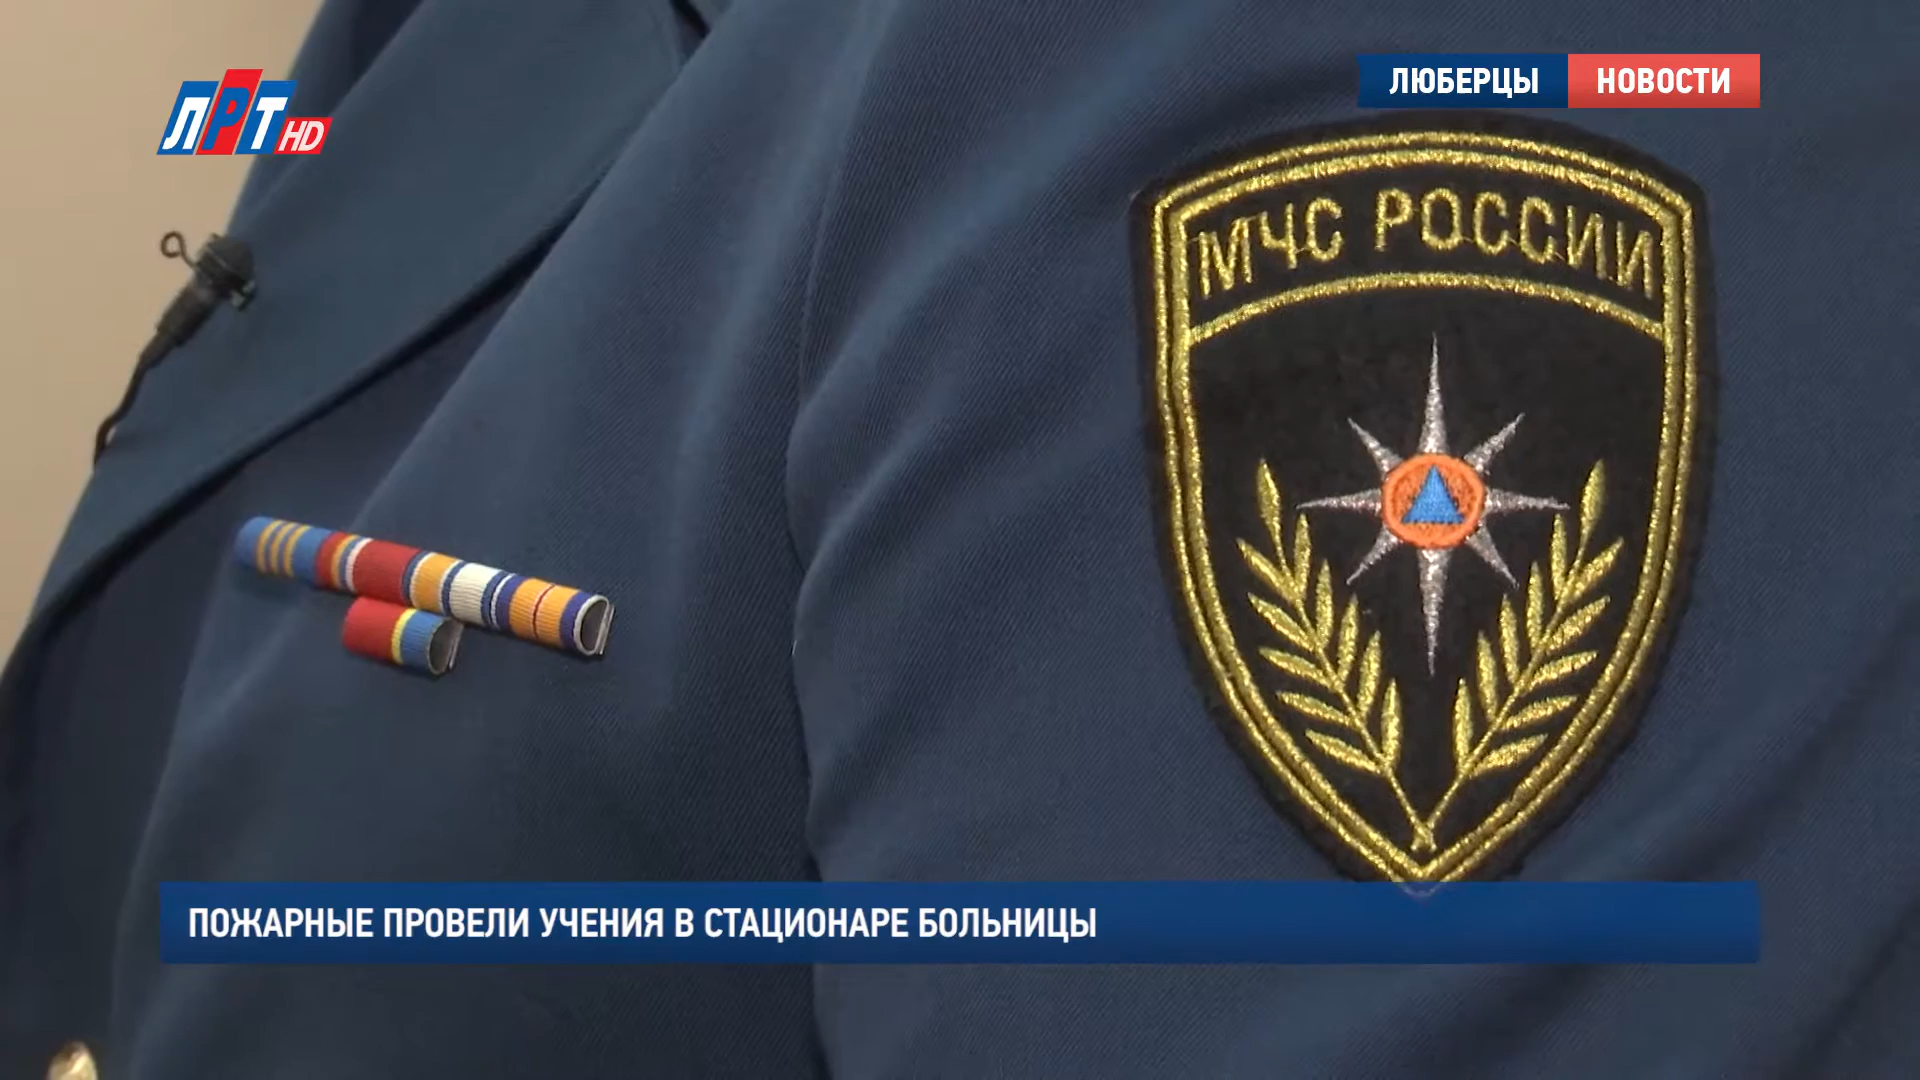 ЛРТ HD
ЛЮБЕРЦЫ НОВОСТИ
МЧС РОССИИ
ПОЖАРНЫЕ ПРОВЕЛИ УЧЕНИЯ В СТАЦИОНАРЕ БОЛЬНИЦЫ